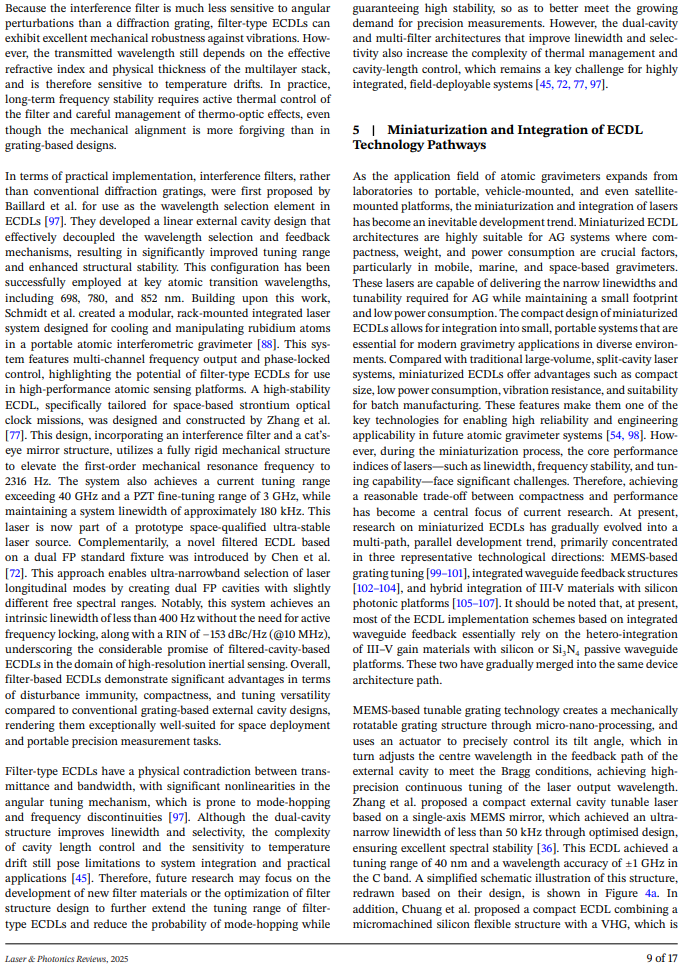 Because the interference filter is much less sensitive to angular
perturbations than a diffraction grating, filter-type ECDLs can
exhibit excellent mechanical robustness against vibrations. How-
ever, the transmitted wavelength still depends on the effective
refractive index and physical thickness of the multilayer stack,
and is therefore sensitive to temperature drifts. In practice,
long-term frequency stability requires active thermal control of
the filter and careful management of thermo-optic effects, even
though the mechanical alignment is more forgiving than in
grating-based designs.
In terms of practical implementation, interference filters, rather
than conventional diffraction gratings, were first proposed by
Baillard et al. for use as the wavelength selection element in
ECDLs [97]. They developed a linear external cavity design that
effectively decoupled the wavelength selection and feedback
mechanisms, resulting in significantly improved tuning range
and enhanced structural stability. This configuration has been
successfully employed at key atomic transition wavelengths,
including 698, 780, and 852 nm. Building upon this work,
Schmidt et al. created a modular, rack-mounted integrated laser
system designed for cooling and manipulating rubidium atoms
in a portable atomic interferometric gravimeter [88]. This sys-
tem features multi-channel frequency output and phase-locked
control, highlighting the potential of filter-type ECDLs for use
in high-performance atomic sensing platforms. A high-stability
ECDL, specifically tailored for space-based strontium optical
clock missions, was designed and constructed by Zhang et al.
[77]. This design, incorporating an interference filter and a cat's-
eye mirror structure, utilizes a fully rigid mechanical structure
to elevate the first-order mechanical resonance frequency to
2316 Hz. The system also achieves a current tuning range
exceeding 40 GHz and a PZT fine-tuning range of 3 GHz, while
maintaining a system linewidth of approximately 180 kHz. This
laser is now part of a prototype space-qualified ultra-stable
laser source. Complementarily, a novel filtered ECDL based
on a dual FP standard fixture was introduced by Chen et al.
[72]. This approach enables ultra-narrowband selection of laser
longitudinal modes by creating dual FP cavities with slightly
different free spectral ranges. Notably, this system achieves an
intrinsic linewidth of less than 400 Hz without the need for active
frequency locking, along with a RIN of −153 dBc/Hz (@10 MHz),
underscoring the considerable promise of filtered-cavity-based
ECDLs in the domain of high-resolution inertial sensing. Overall,
filter-based ECDLs demonstrate significant advantages in terms
of disturbance immunity, compactness, and tuning versatility
compared to conventional grating-based external cavity designs,
rendering them exceptionally well-suited for space deployment
and portable precision measurement tasks.
Filter-type ECDLs have a physical contradiction between trans-
mittance and bandwidth, with significant nonlinearities in the
angular tuning mechanism, which is prone to mode-hopping
and frequency discontinuities [97]. Although the dual-cavity
structure improves linewidth and selectivity, the complexity
of cavity length control and the sensitivity to temperature
drift still pose limitations to system integration and practical
applications [45]. Therefore, future research may focus on the
development of new filter materials or the optimization of filter
structure design to further extend the tuning range of filter-
type ECDLs and reduce the probability of mode-hopping while
guaranteeing high stability, so as to better meet the growing
demand for precision measurements. However, the dual-cavity
and multi-filter architectures that improve linewidth and selec-
tivity also increase the complexity of thermal management and
cavity-length control, which remains a key challenge for highly
integrated, field-deployable systems [45, 72, 77, 97].
5 | Miniaturization and Integration of ECDL
Technology Pathways
As the application field of atomic gravimeters expands from
laboratories to portable, vehicle-mounted, and even satellite-
mounted platforms, the miniaturization and integration of lasers
has become an inevitable development trend. Miniaturized ECDL
architectures are highly suitable for AG systems where com-
pactness, weight, and power consumption are crucial factors,
particularly in mobile, marine, and space-based gravimeters.
These lasers are capable of delivering the narrow linewidths and
tunability required for AG while maintaining a small footprint
and low power consumption. The compact design of miniaturized
ECDLs allows for integration into small, portable systems that are
essential for modern gravimetry applications in diverse environ-
ments. Compared with traditional large-volume, split-cavity laser
systems, miniaturized ECDLs offer advantages such as compact
size, low power consumption, vibration resistance, and suitability
for batch manufacturing. These features make them one of the
key technologies for enabling high reliability and engineering
applicability in future atomic gravimeter systems [54, 98]. How-
ever, during the miniaturization process, the core performance
indices of lasers—such as linewidth, frequency stability, and tun-
ing capability—face significant challenges. Therefore, achieving
a reasonable trade-off between compactness and performance
has become a central focus of current research. At present,
research on miniaturized ECDLs has gradually evolved into a
multi-path, parallel development trend, primarily concentrated
in three representative technological directions: MEMS-based
grating tuning [99–101], integrated waveguide feedback structures
[102–104], and hybrid integration of III-V materials with silicon
photonic platforms [105–107]. It should be noted that, at present,
most of the ECDL implementation schemes based on integrated
waveguide feedback essentially rely on the hetero-integration
of III–V gain materials with silicon or Si₃N₄ passive waveguide
platforms. These two have gradually merged into the same device
architecture path.
MEMS-based tunable grating technology creates a mechanically
rotatable grating structure through micro-nano-processing, and
uses an actuator to precisely control its tilt angle, which in
turn adjusts the centre wavelength in the feedback path of the
external cavity to meet the Bragg conditions, achieving high-
precision continuous tuning of the laser output wavelength.
Zhang et al. proposed a compact external cavity tunable laser
based on a single-axis MEMS mirror, which achieved an ultra-
narrow linewidth of less than 50 kHz through optimised design,
ensuring excellent spectral stability [36]. This ECDL achieved a
tuning range of 40 nm and a wavelength accuracy of ±1 GHz in
the C band. A simplified schematic illustration of this structure,
redrawn based on their design, is shown in Figure 4a. In
addition, Chuang et al. proposed a compact ECDL combining a
micromachined silicon flexible structure with a VHG, which is
Laser & Photonics Reviews, 2025
9 of 17